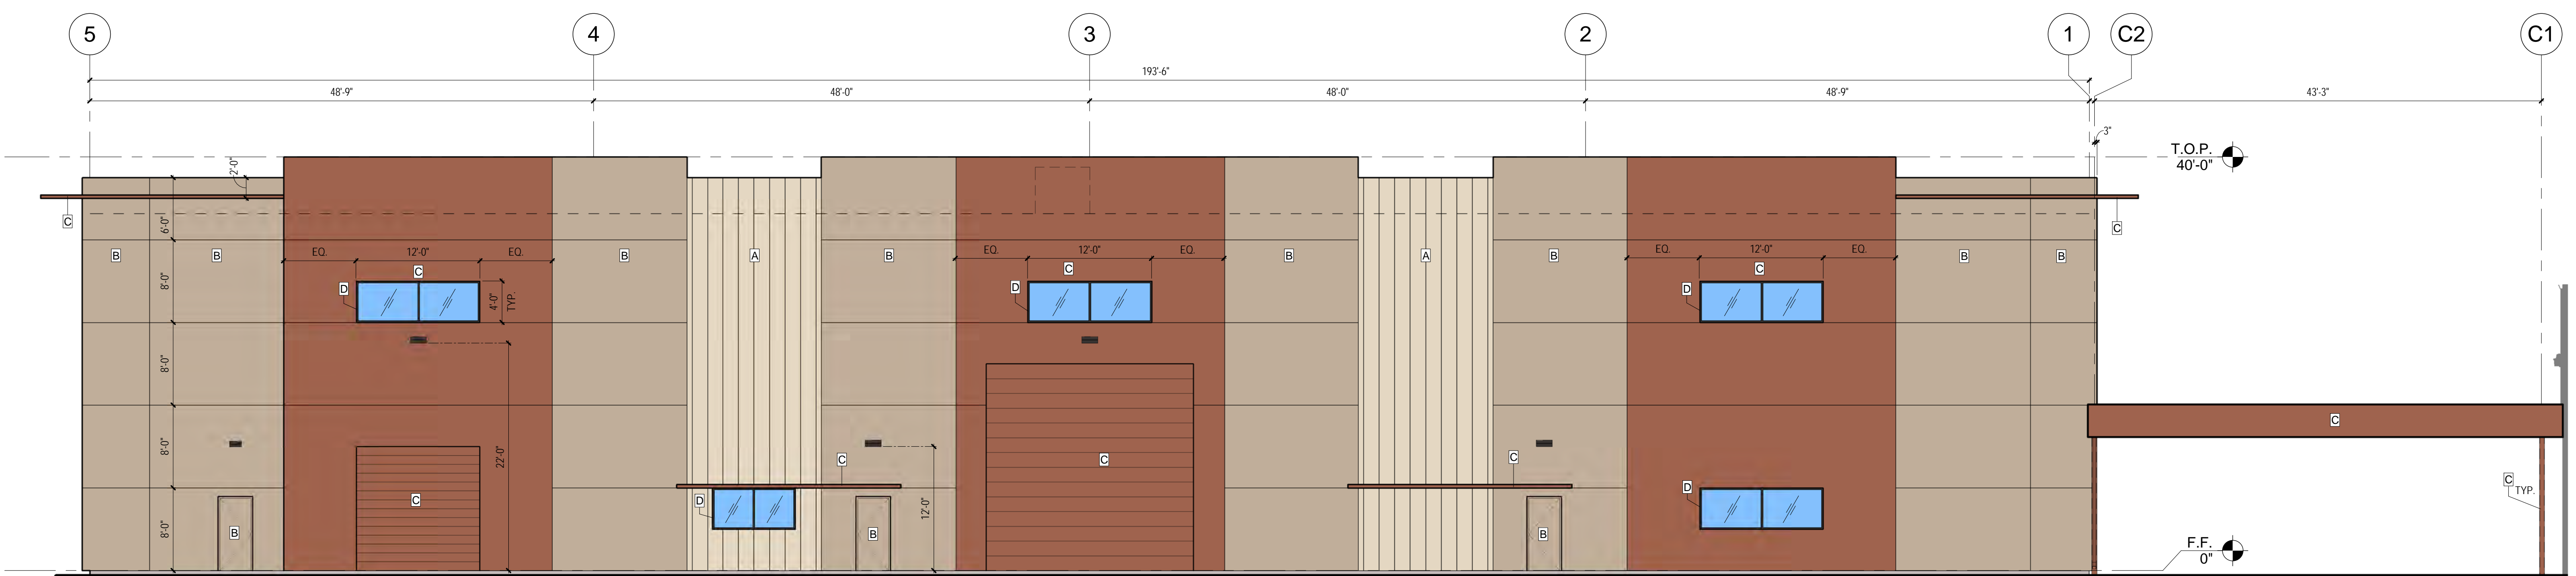 5 4 3 2 1 C2 C1
193'-6"
48'-9" 48'-0" 48'-0" 48'-9" 43'-3"
3"
T.O.P.
40'-0"
2'-0"
C C
6'-0"
B B EQ. 12'-0" EQ. B A B EQ. 12'-0" EQ. B A B EQ. 12'-0" EQ. B B
C C C
8'-0"
D 4'-0" D D
TYP.
8'-0"
C
C
8'-0"
22'-0"
C C C
C
TYP.
D D
12'-0"
8'-0"
B B B
F.F.
0"